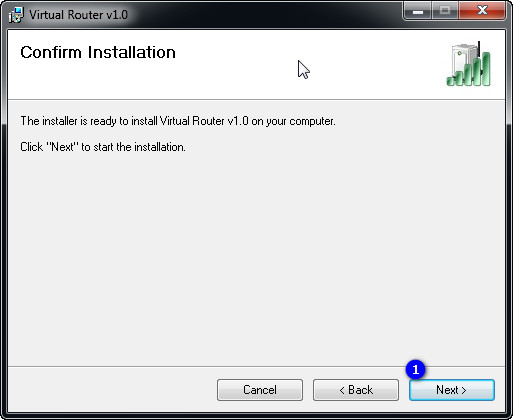 Virtual Router v1.0
Confirm Installation
The installer is ready to install Virtual Router v1.0 on your computer.
Click "Next" to start the installation.
1
Cancel
< Back
Next >